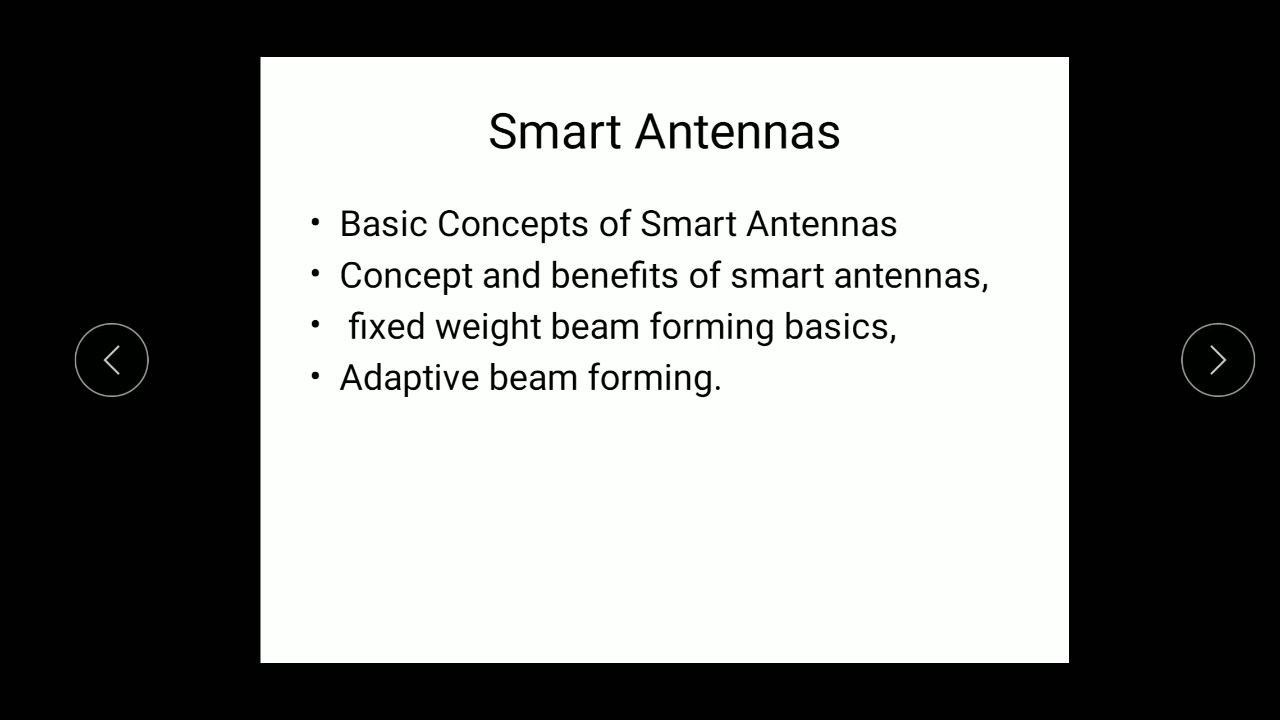 Smart Antennas
• Basic Concepts of Smart Antennas
• Concept and benefits of smart antennas,
• fixed weight beam forming basics,
• Adaptive beam forming.